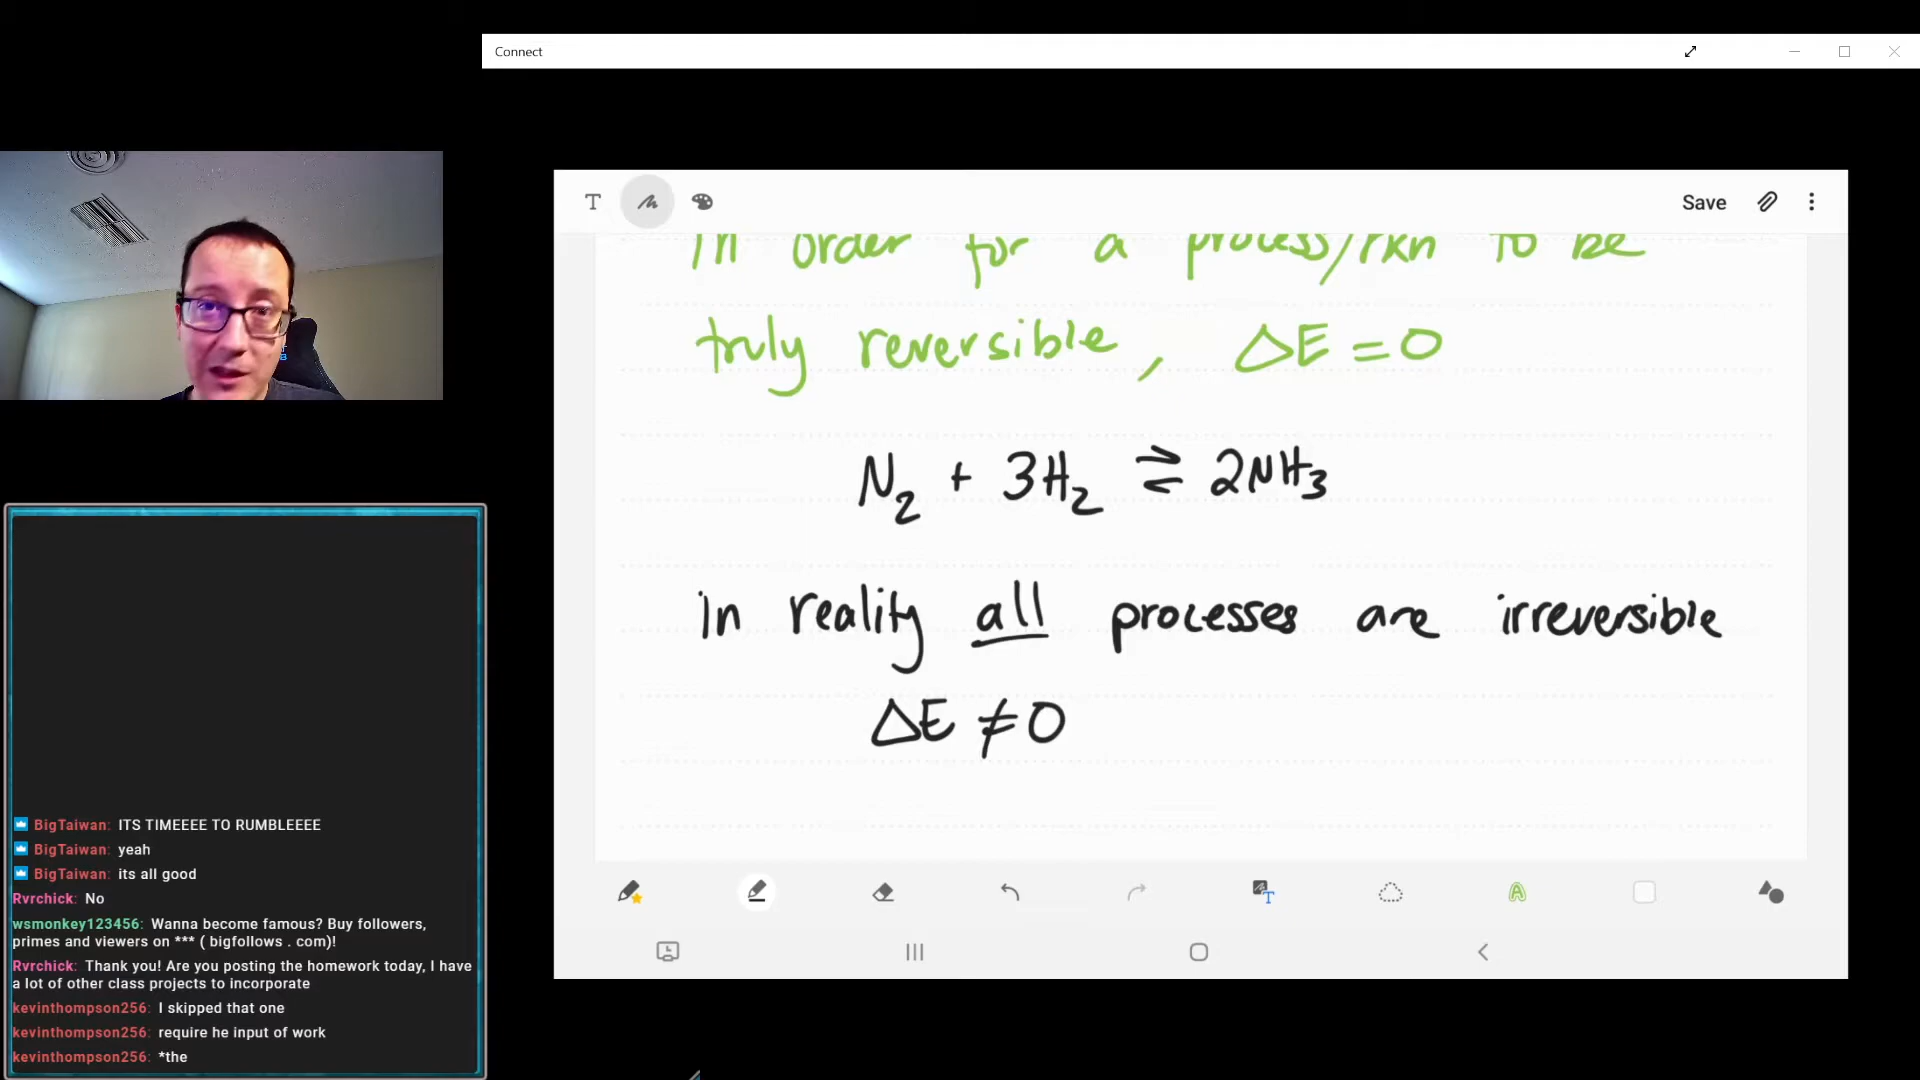 Connect
Save
In order for a process/rxn to be
truly reversible, ΔE = 0
N₂ + 3H₂ ⇌ 2NH₃
in reality all processes are irreversible
ΔE ≠ 0
BigTaiwan: ITS TIMEEEE TO RUMBLEEEE
BigTaiwan: yeah
BigTaiwan: its all good
Rvrchick: No
wsmonkey123456: Wanna become famous? Buy followers,
primes and viewers on *** ( bigfollows . com)!
Rvrchick: Thank you! Are you posting the homework today, I have
a lot of other class projects to incorporate
kevinthompson256: I skipped that one
kevinthompson256: require he input of work
kevinthompson256: *the